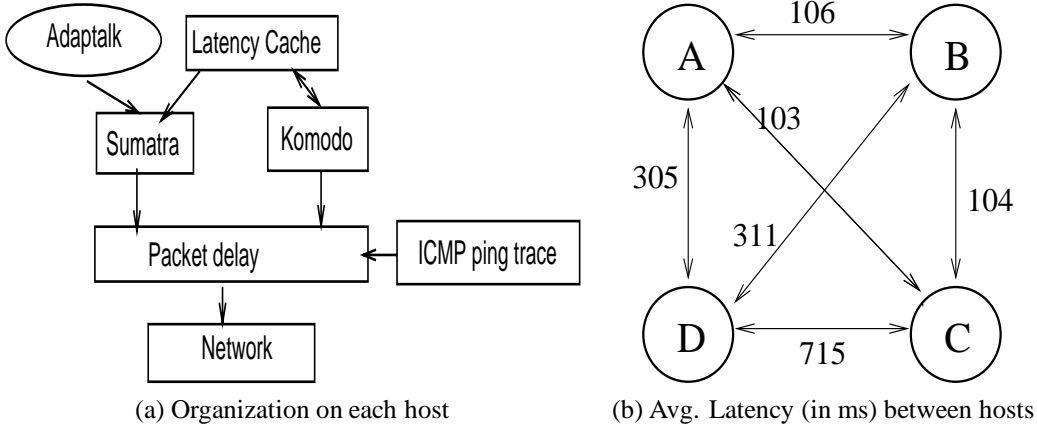 Adaptalk
Latency Cache
Sumatra
Komodo
Packet delay
ICMP ping trace
Network
(a) Organization on each host
A
106
B
103
305
104
311
D
715
C
(b) Avg. Latency (in ms) between hosts